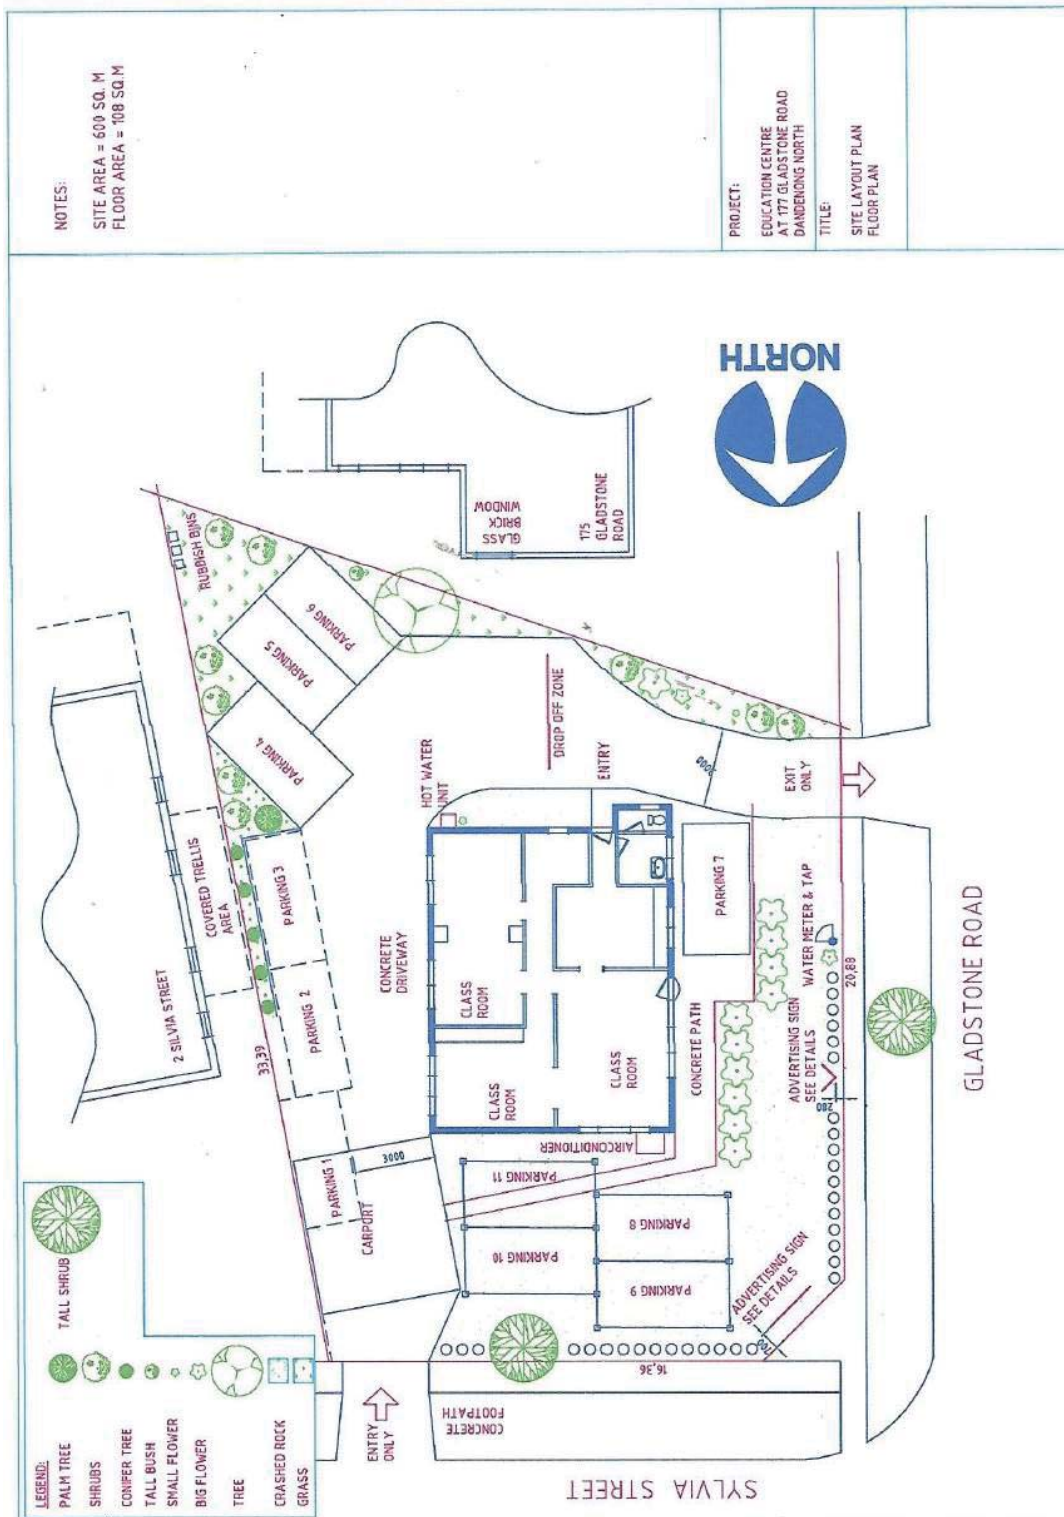 NOTES:
SITE AREA = 600 SQ. M
FLOOR AREA = 108 SQ.M
PROJECT:
EDUCATION CENTRE
AT 177 GLADSTONE ROAD
DANDENONG NORTH
TITLE:
SITE LAYOUT PLAN
FLOOR PLAN
NORTH
LEGEND:
PALM TREE
SHRUBS
CONIFER TREE
TALL BUSH
SMALL FLOWER
BIG FLOWER
TREE
CRASHED ROCK
GRASS
TALL SHRUB
2 SILVIA STREET
COVERED TRELLIS
AREA
RUBBISH BINS
GLASS
BRICK
WINDOW
175
GLADSTONE
ROAD
33,39
PARKING 1
CARPORT
3000
PARKING 2
PARKING 3
PARKING 4
PARKING 5
PARKING 6
CONCRETE
DRIVEWAY
HOT WATER
UNIT
DROP OFF ZONE
ENTRY
3000
EXIT
ONLY
CLASS
ROOM
CLASS
ROOM
CLASS
ROOM
AIRCONDITIONER
PARKING 7
CONCRETE PATH
PARKING 11
PARKING 10
PARKING 8
PARKING 9
WATER METER & TAP
ADVERTISING SIGN
SEE DETAILS
200
20,88
ADVERTISING SIGN
SEE DETAILS
700
16,36
ENTRY
ONLY
CONCRETE
FOOTPATH
SYLVIA STREET
GLADSTONE ROAD